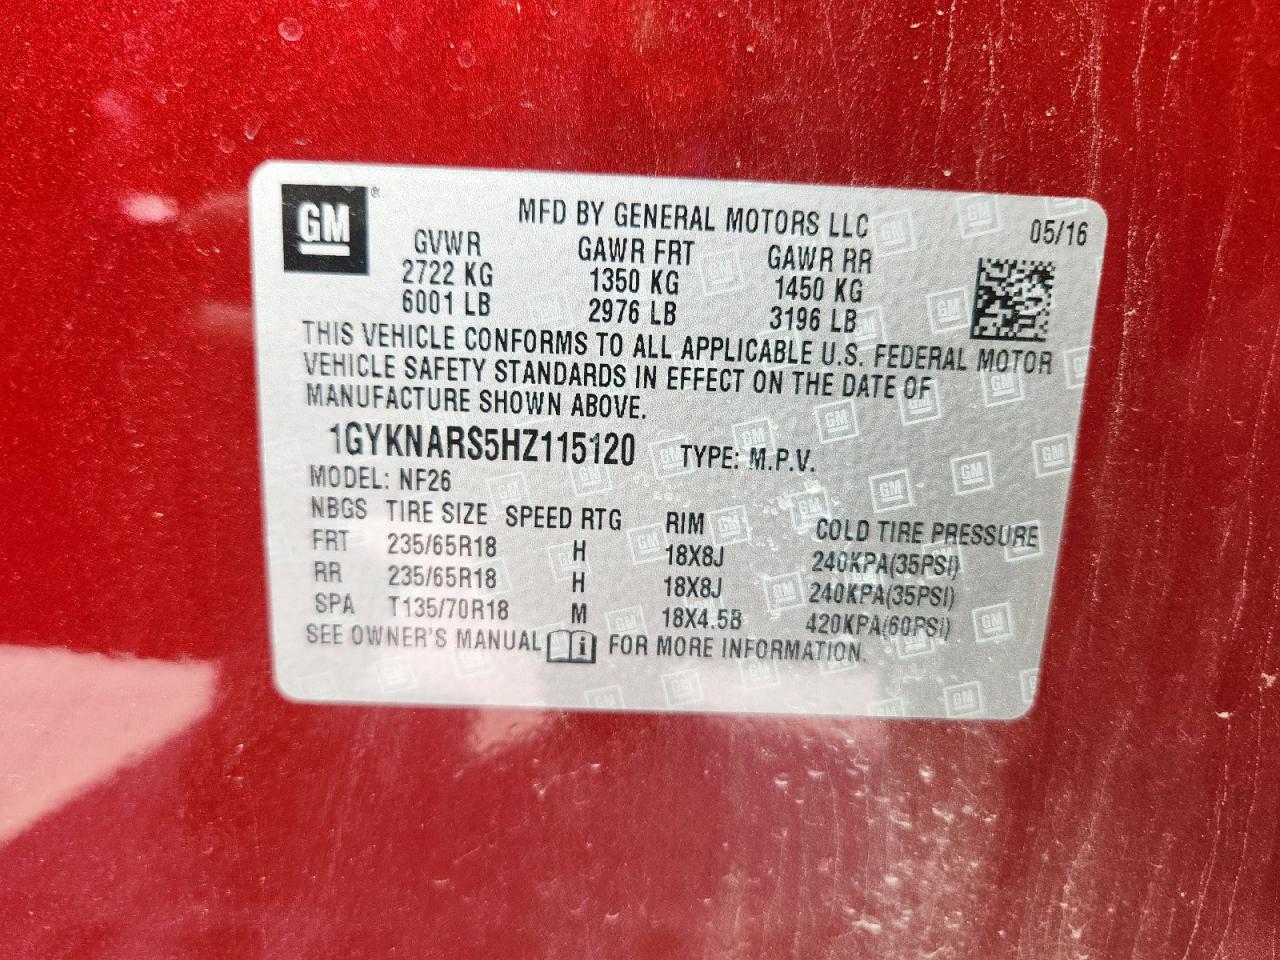 GM ®
MFD BY GENERAL MOTORS LLC 05/16
GVWR GAWR FRT GAWR RR
2722 KG 1350 KG 1450 KG
6001 LB 2976 LB 3196 LB
THIS VEHICLE CONFORMS TO ALL APPLICABLE U.S. FEDERAL MOTOR
VEHICLE SAFETY STANDARDS IN EFFECT ON THE DATE OF
MANUFACTURE SHOWN ABOVE.
1GYKNARS5HZ115120 TYPE: M.P.V.
MODEL: NF26
NBGS TIRE SIZE SPEED RTG RIM COLD TIRE PRESSURE
FRT 235/65R18 H 18X8J 240KPA(35PSI)
RR 235/65R18 H 18X8J 240KPA(35PSI)
SPA T135/70R18 M 18X4.5B 420KPA(60PSI)
SEE OWNER'S MANUAL i FOR MORE INFORMATION.